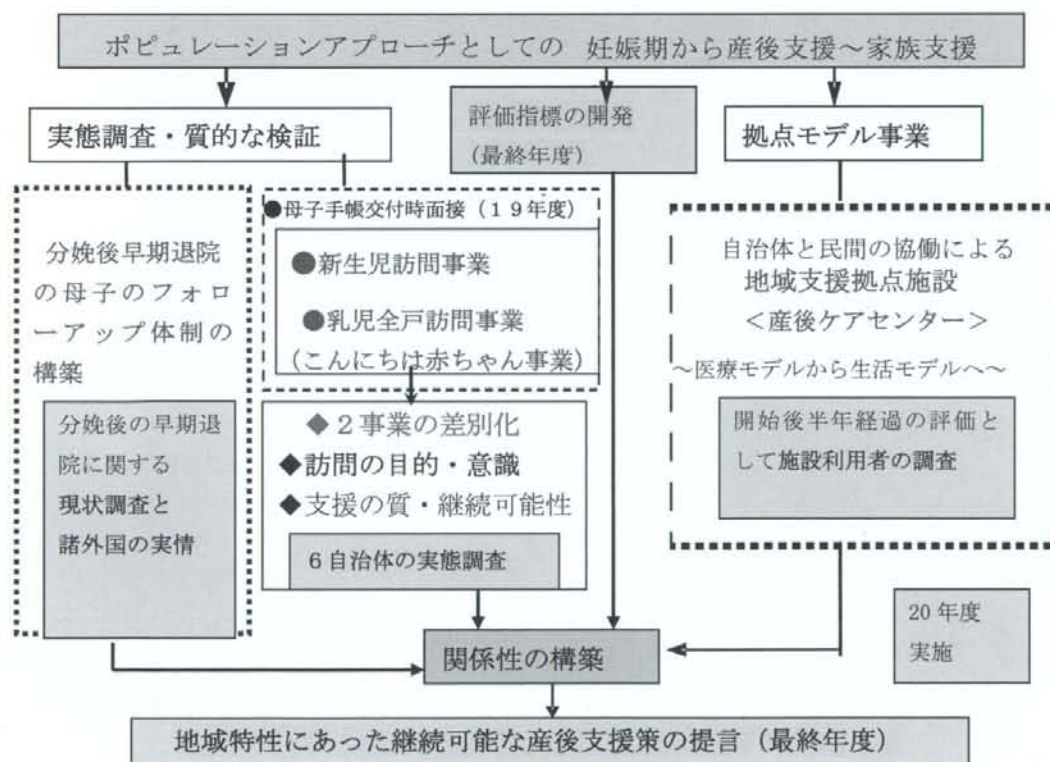 ポピュレーションアプローチとしての 妊娠期から産後支援～家族支援
実態調査・質的な検証
評価指標の開発
(最終年度)
拠点モデル事業
分娩後早期退院
の母子のフォロ
ーアップ体制の
構築
分娩後の早期退
院に関する
現状調査と
諸外国の実情
●母子手帳交付時面接（１９年度）
●新生児訪問事業
●乳児全戸訪問事業
(こんにちは赤ちゃん事業)
◆２事業の差別化
◆訪問の目的・意識
◆支援の質・継続可能性
６自治体の実態調査
自治体と民間の協働による
地域支援拠点施設
＜産後ケアセンター＞
～医療モデルから生活モデルへ～
開始後半年経過の評価と
して施設利用者の調査
20 年度
実施
関係性の構築
地域特性にあった継続可能な産後支援策の提言（最終年度）